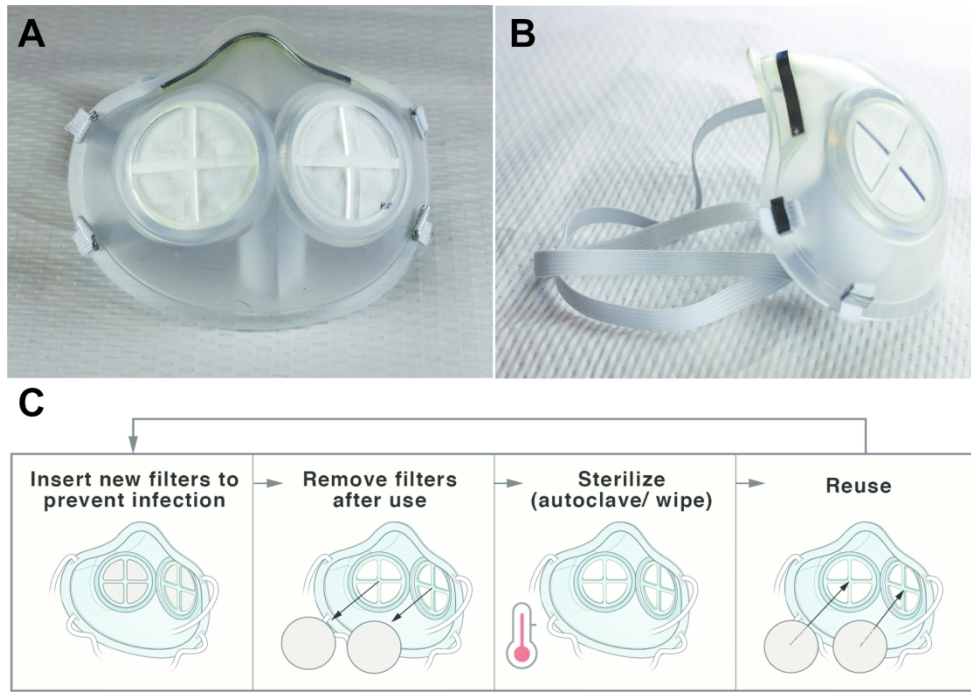 A
B
C
Insert new filters to
prevent infection
Remove filters
after use
Sterilize
(autoclave/ wipe)
Reuse